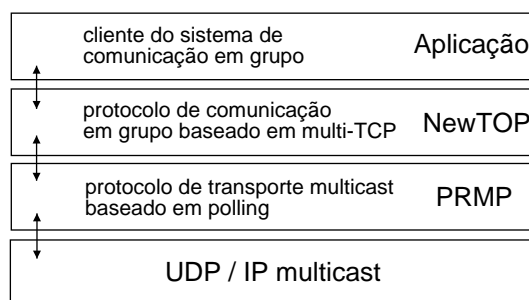 cliente do sistema de
comunicação em grupo
Aplicação
protocolo de comunicação
em grupo baseado em multi-TCP
NewTOP
protocolo de transporte multicast
baseado em polling
PRMP
UDP / IP multicast